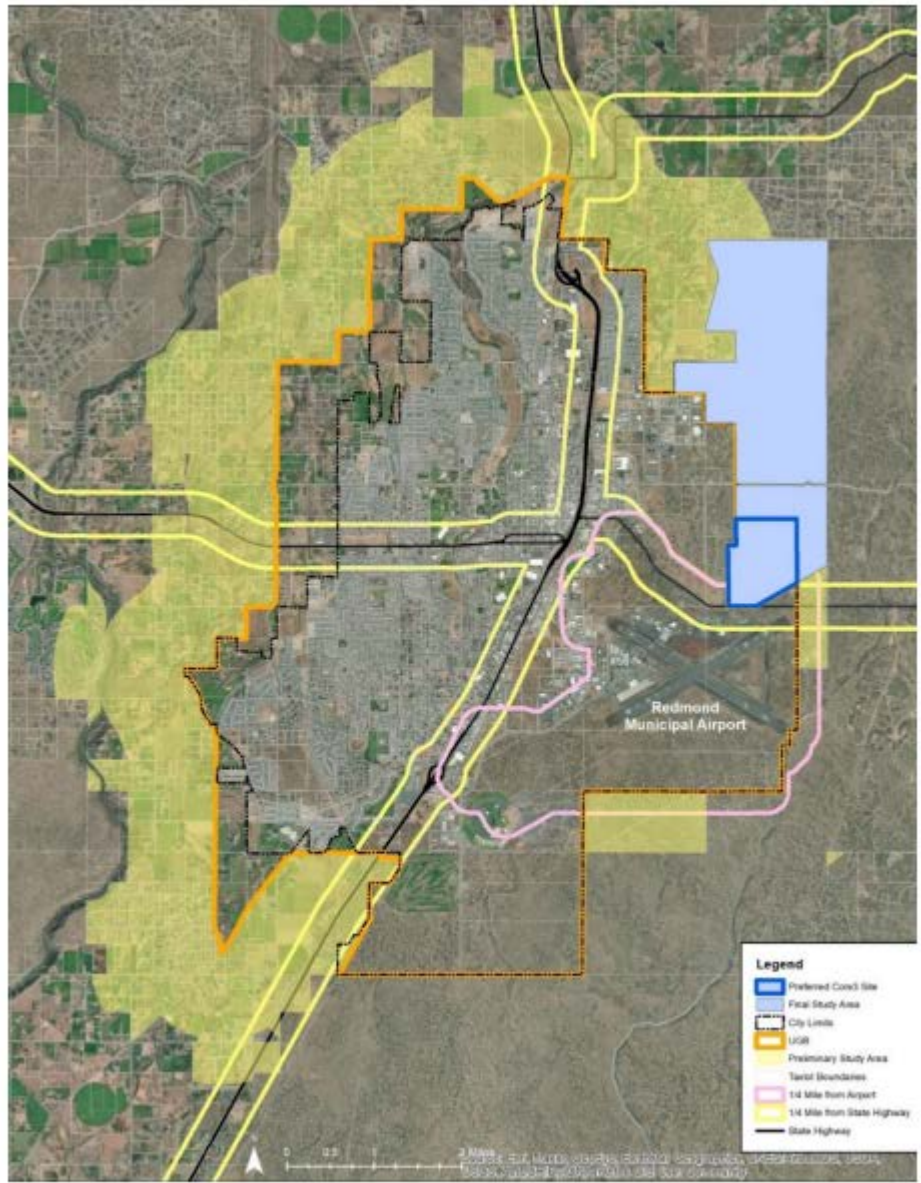 Redmond
Municipal Airport
Legend
Preferred Core3 Site
Final Study Area
City Limits
UGB
Preliminary Study Area
Taxlot Boundaries
1/4 Mile from Airport
1/4 Mile from State Highway
State Highway
0 0.5 1 2 Miles